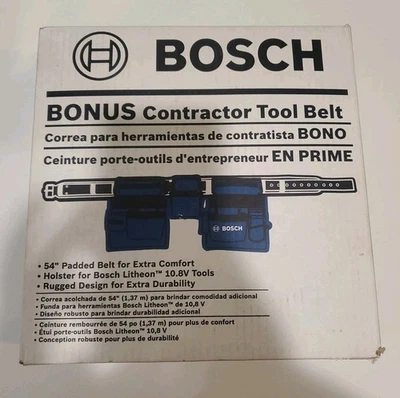 BOSCH
BONUS Contractor Tool Belt
Correa para herramientas de contratista BONO
Ceinture porte-outils d'entrepreneur EN PRIME
BOSCH
• 54" Padded Belt for Extra Comfort
• Holster for Bosch Litheon™ 10.8V Tools
• Rugged Design for Extra Durability
• Correa acolchada de 54" (1,37 m) para brindar comodidad adicional
• Funda para herramientas Bosch Litheon™ de 10,8 V
• Diseño robusto para brindar durabilidad adicional
• Ceinture rembourrée de 54 po (1,37 m) pour plus de confort
• Étui porte-outils Bosch Litheon™ 10,8 V
• Conception robuste pour plus de durabilité